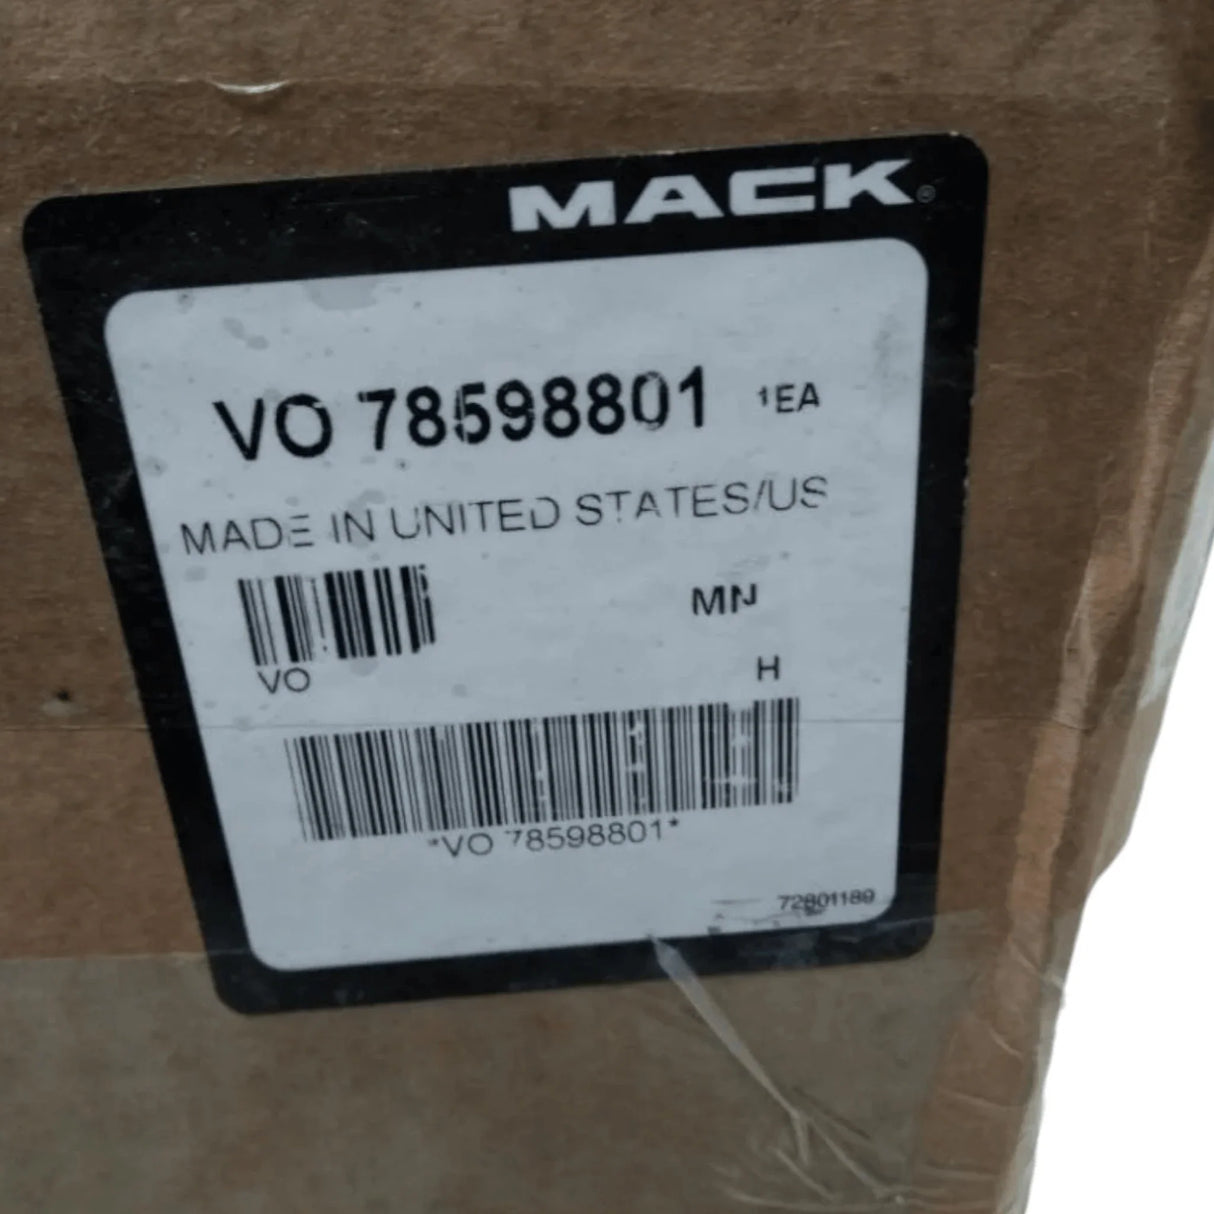 MACK®
VO 78598801 1EA
MADE IN UNITED STATES/US
MN
VO
H
*VO 78598801*
72801189